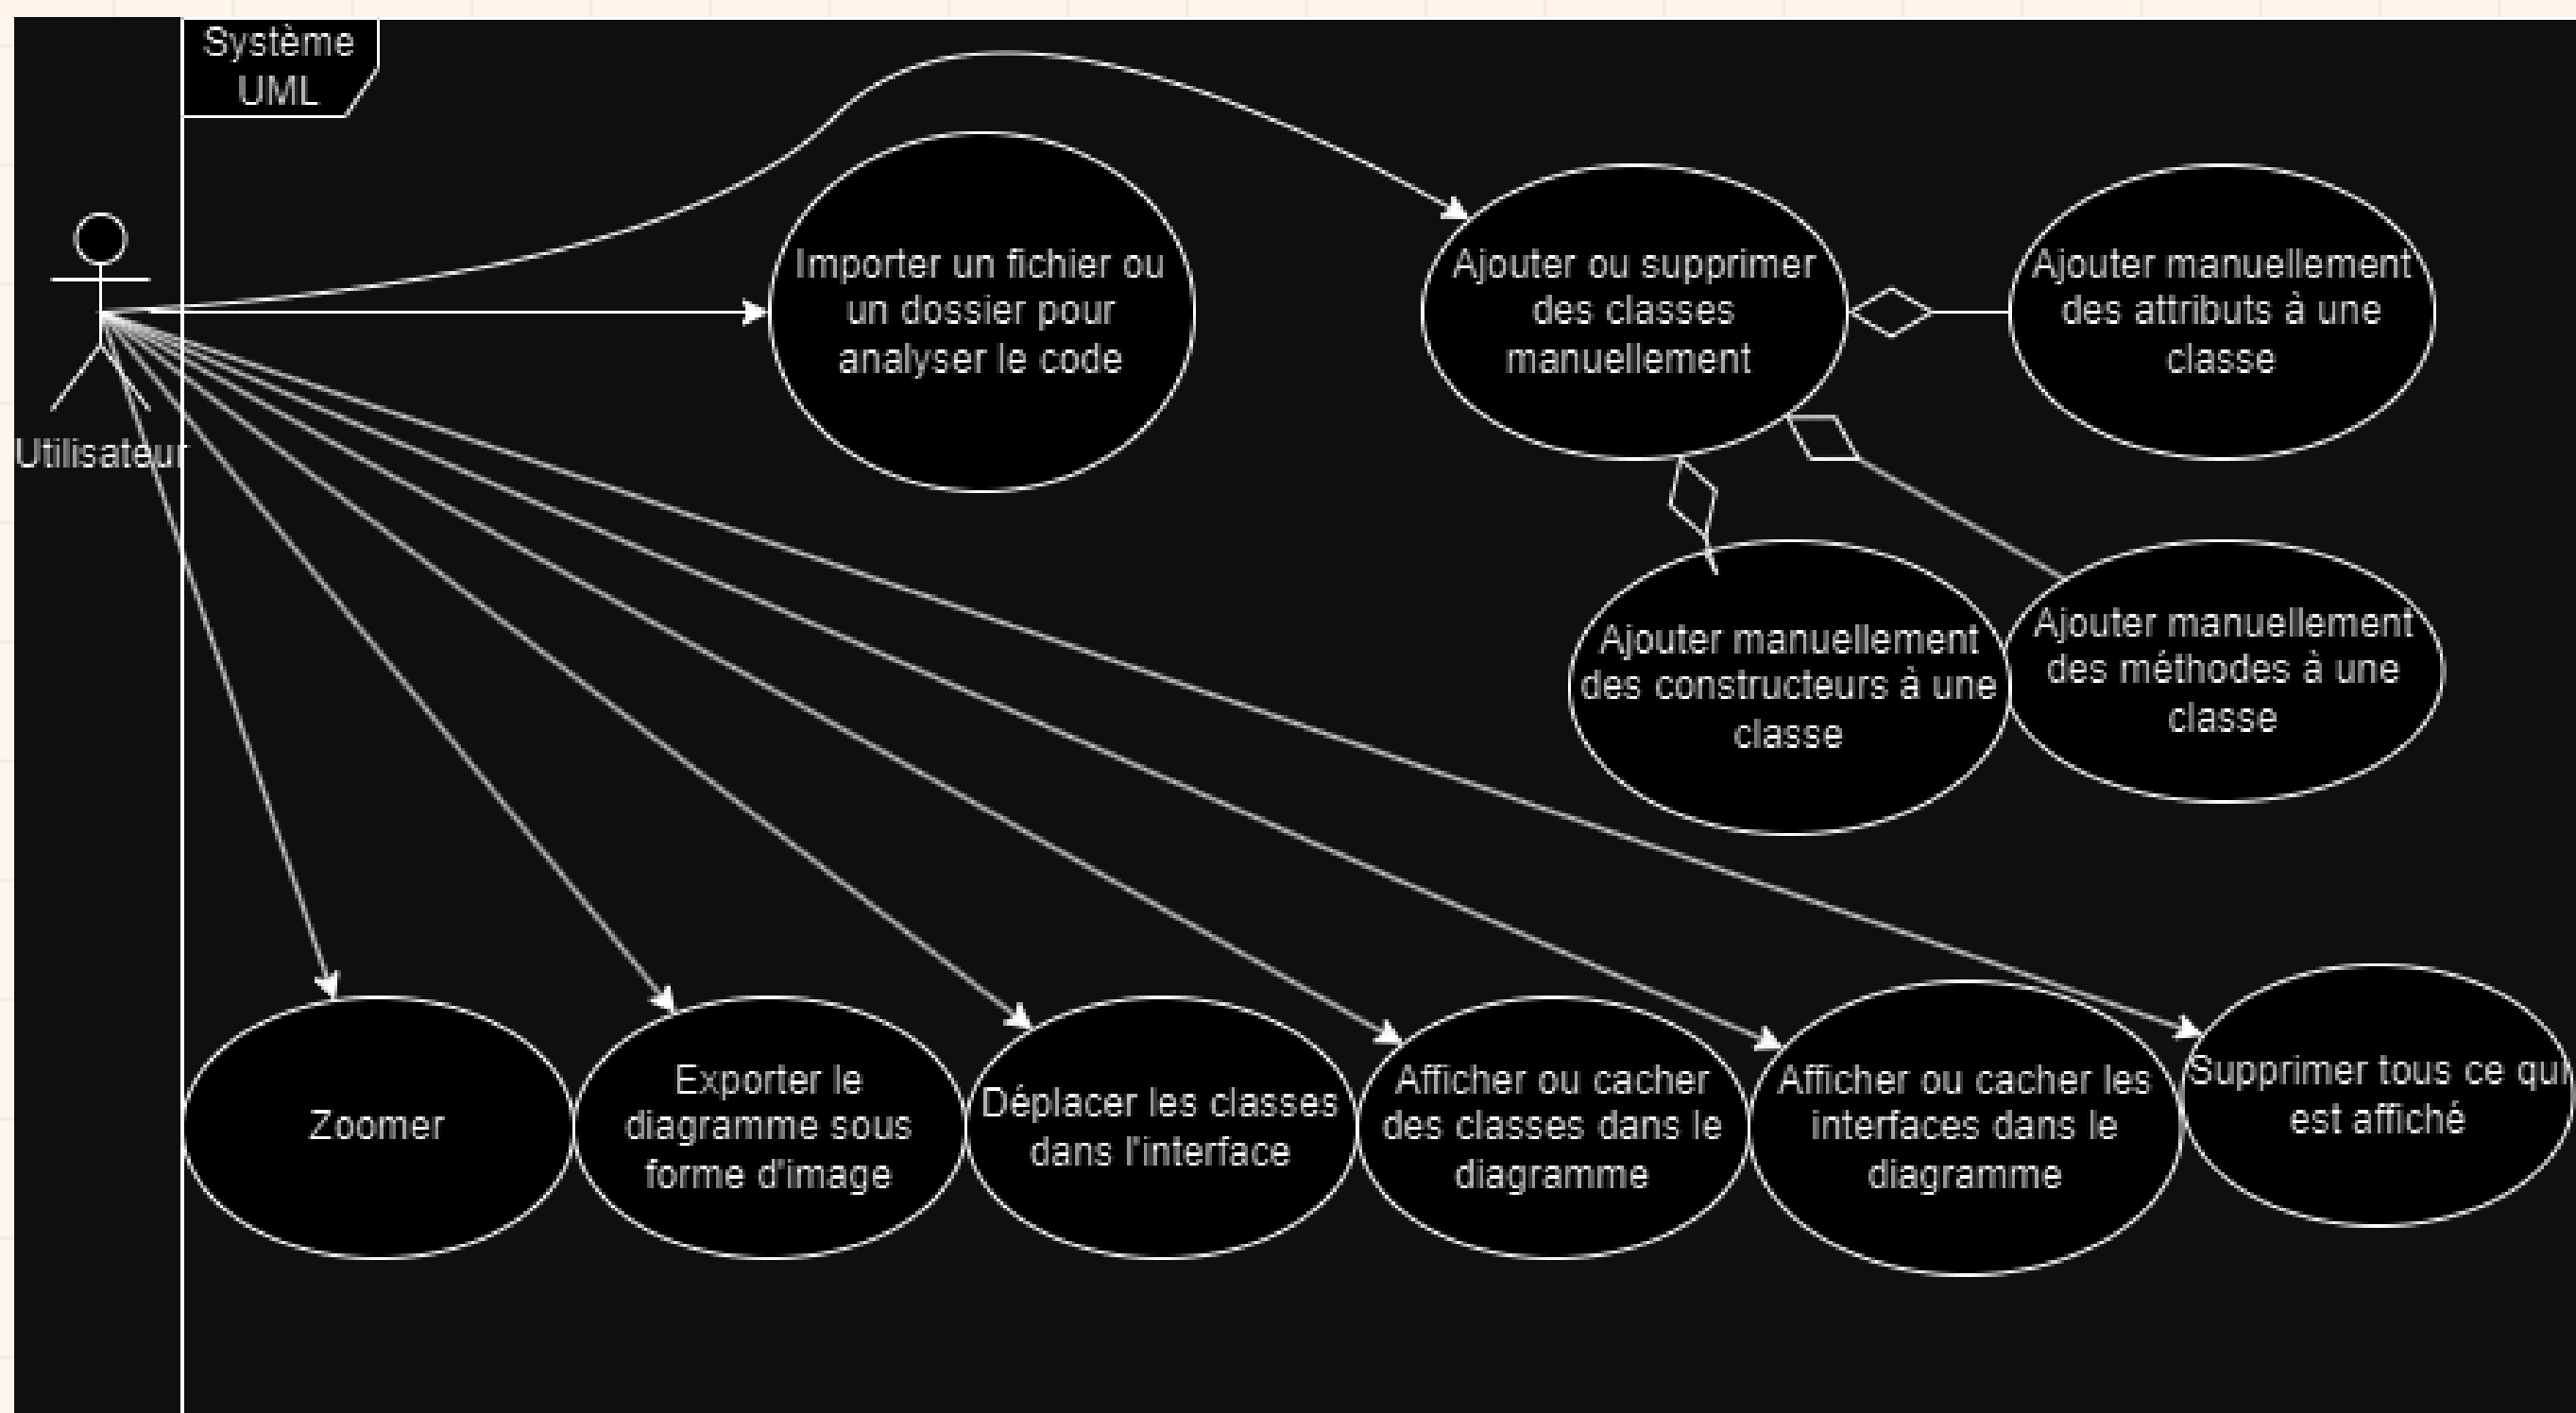 Système
UML
Utilisateur
Importer un fichier ou
un dossier pour
analyser le code
Ajouter ou supprimer
des classes
manuellement
Ajouter manuellement
des attributs à une
classe
Ajouter manuellement
des constructeurs à une
classe
Ajouter manuellement
des méthodes à une
classe
Zoomer
Exporter le
diagramme sous
forme d'image
Déplacer les classes
dans l'interface
Afficher ou cacher
des classes dans le
diagramme
Afficher ou cacher les
interfaces dans le
diagramme
Supprimer tous ce qui
est affiché